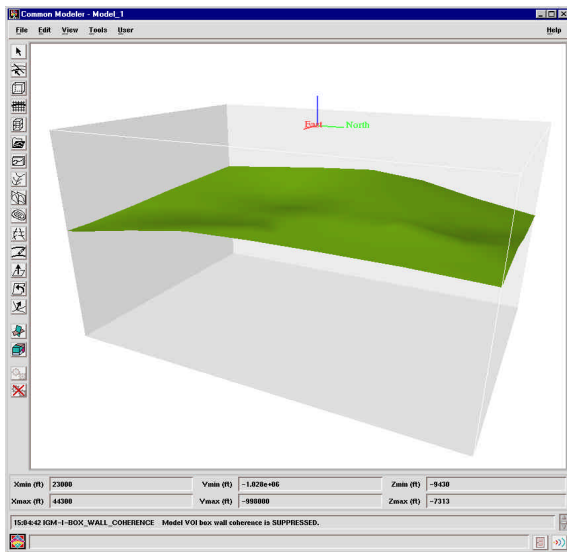 Common Modeler - Model_1
File Edit View Tools User Help
East North
Xmin (ft) 23000 Ymin (ft) -1.020e+06 Zmin (ft) -9430
Xmax (ft) 44300 Ymax (ft) -998000 Zmax (ft) -7313
15:04:42 IGM-I-BOX_WALL_COHERENCE Model VOI box wall coherence is SUPPRESSED.